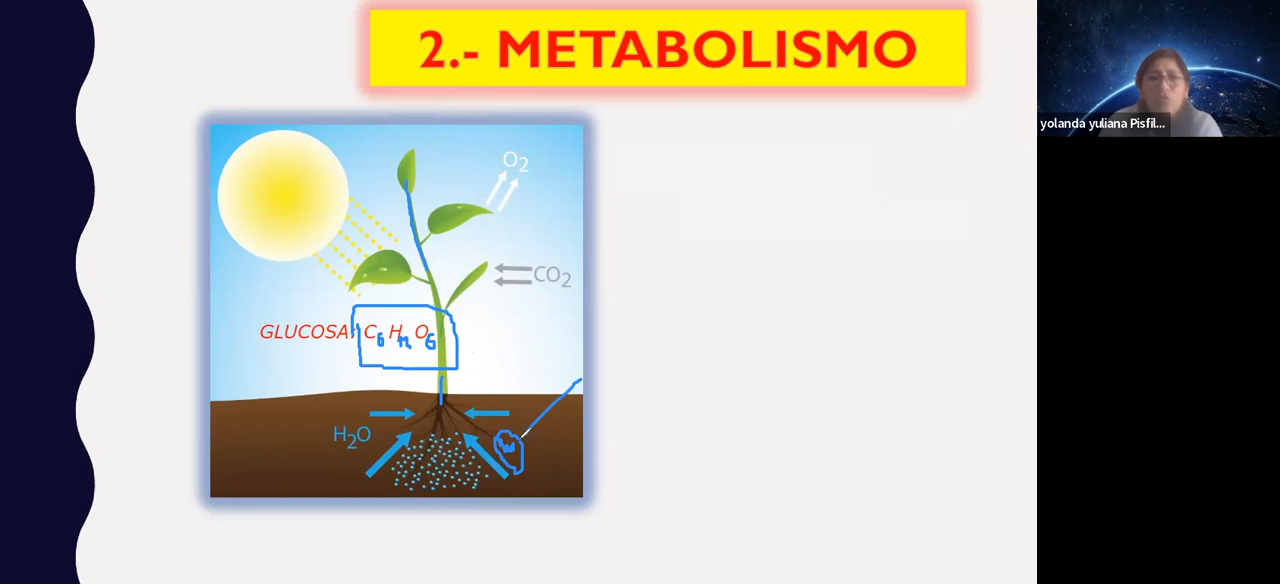 2.- METABOLISMO
yolanda yuliana Pisfil...
O2
CO2
GLUCOSA: C6 H12 O6
H2O